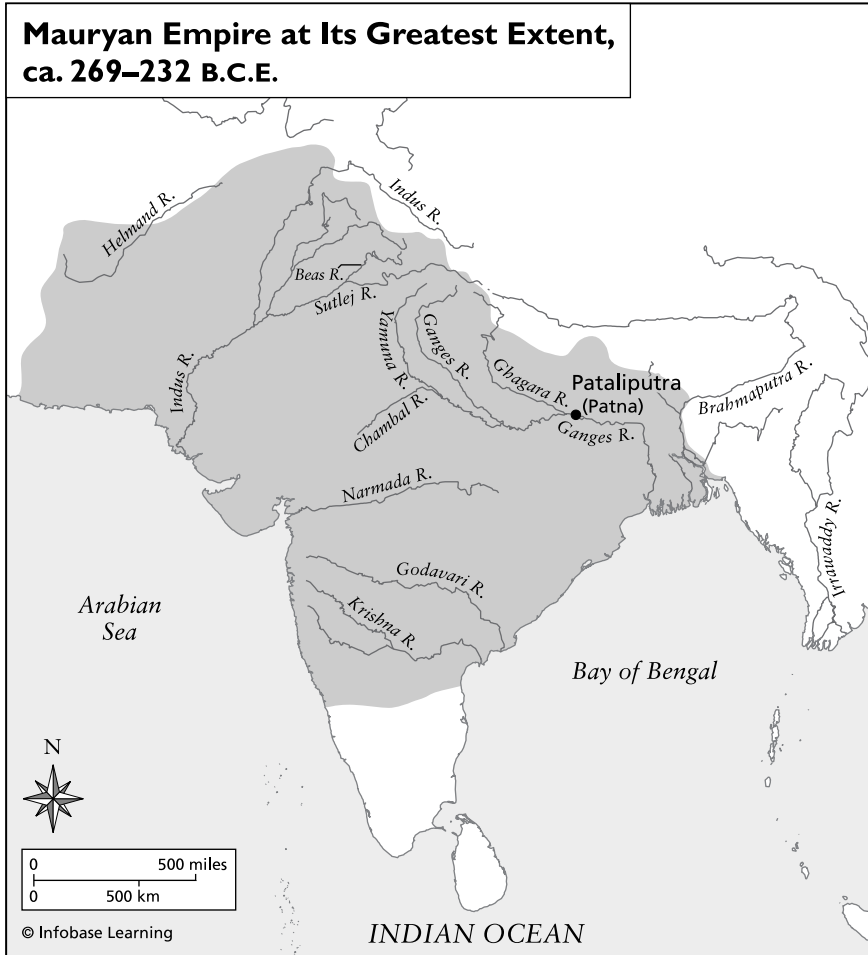 Mauryan Empire at Its Greatest Extent,
ca. 269–232 B.C.E.
Helmand R.
Indus R.
Beas R.
Sutlej R.
Indus R.
Yamuna R.
Ganges R.
Ghagara R.
Pataliputra
(Patna)
Ganges R.
Brahmaputra R.
Chambal R.
Narmada R.
Irrawaddy R.
Godavari R.
Krishna R.
Arabian
Sea
Bay of Bengal
N
0 500 miles
0 500 km
© Infobase Learning
INDIAN OCEAN